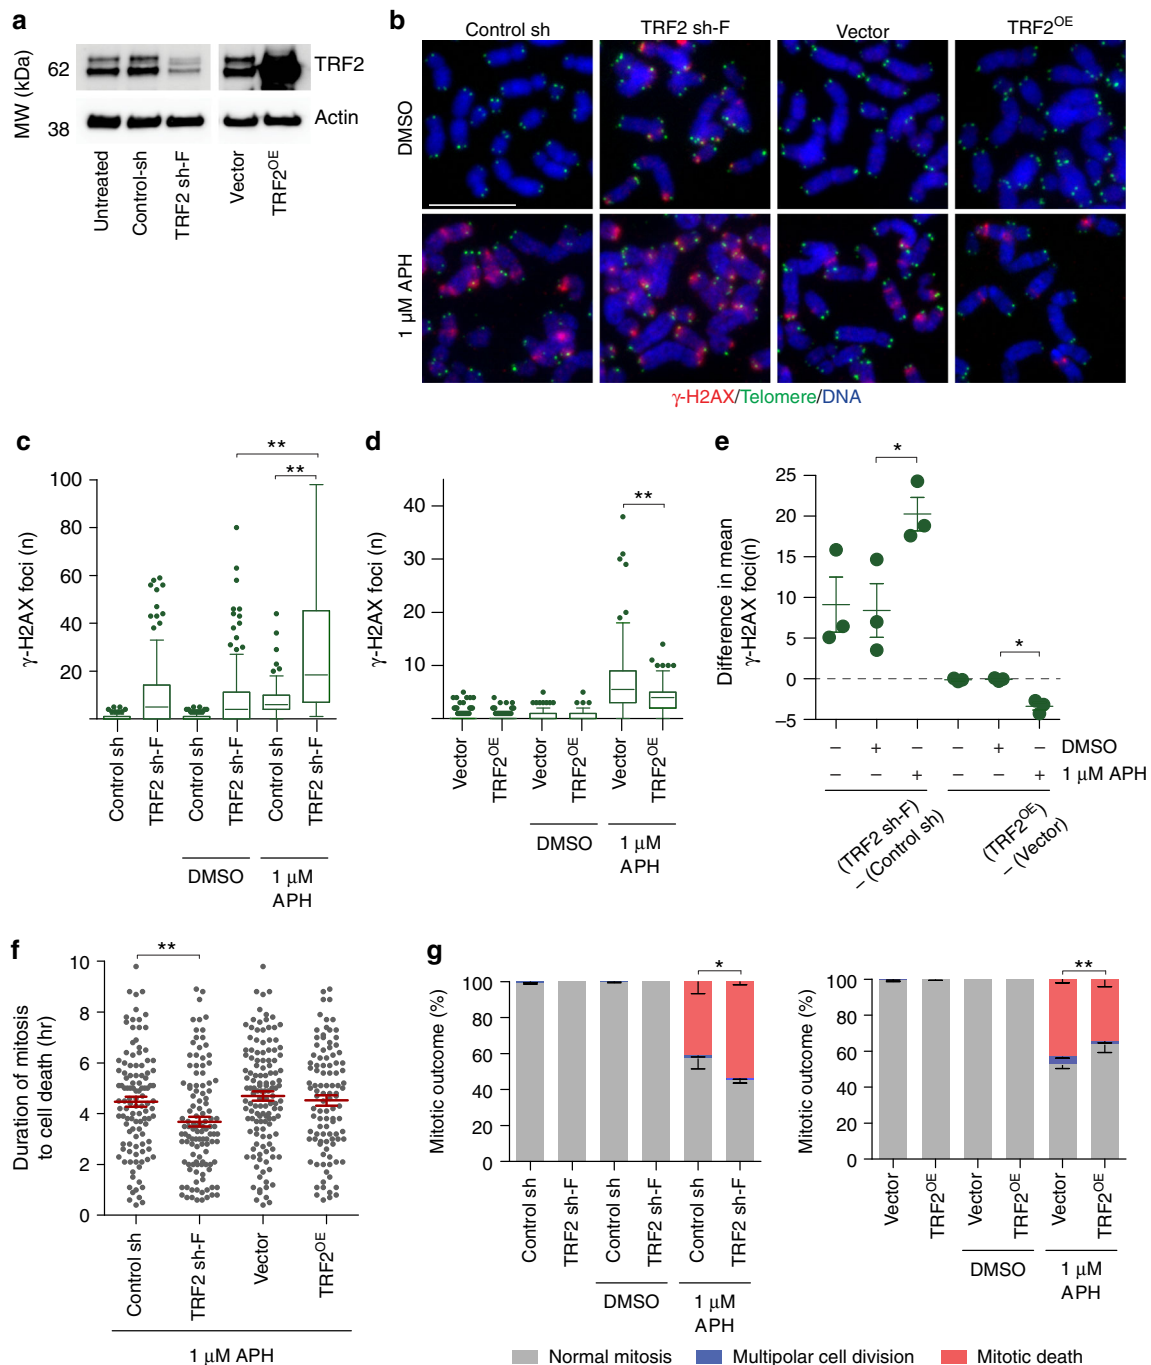 a
MW (kDa)
62
38
TRF2
Actin
Untreated
Control-sh
TRF2 sh-F
Vector
TRF2OE
b
Control sh
TRF2 sh-F
Vector
TRF2OE
DMSO
1 μM APH
γ-H2AX/Telomere/DNA
c
γ-H2AX foci (n)
100
80
60
40
20
**
**
Control sh
TRF2 sh-F
Control sh
TRF2 sh-F
Control sh
TRF2 sh-F
DMSO
1 μM
APH
d
γ-H2AX foci (n)
40
30
20
10
**
Vector
TRF2OE
Vector
TRF2OE
Vector
TRF2OE
DMSO
1 μM
APH
e
Difference in mean
γ-H2AX foci(n)
25
20
15
10
5
0
−5
*
*
− + − − + − DMSO
− − + − − + 1 μM APH
(TRF2 sh-F)
− (Control sh)
(TRF2OE)
− (Vector)
f
Duration of mitosis
to cell death (hr)
10
8
6
4
2
0
**
Control sh
TRF2 sh-F
Vector
TRF2OE
1 μM APH
g
Mitotic outcome (%)
100
80
60
40
20
0
*
Control sh
TRF2 sh-F
Control sh
TRF2 sh-F
Control sh
TRF2 sh-F
DMSO
1 μM
APH
Mitotic outcome (%)
100
80
60
40
20
0
**
Vector
TRF2OE
Vector
TRF2OE
Vector
TRF2OE
DMSO
1 μM
APH
Normal mitosis
Multipolar cell division
Mitotic death